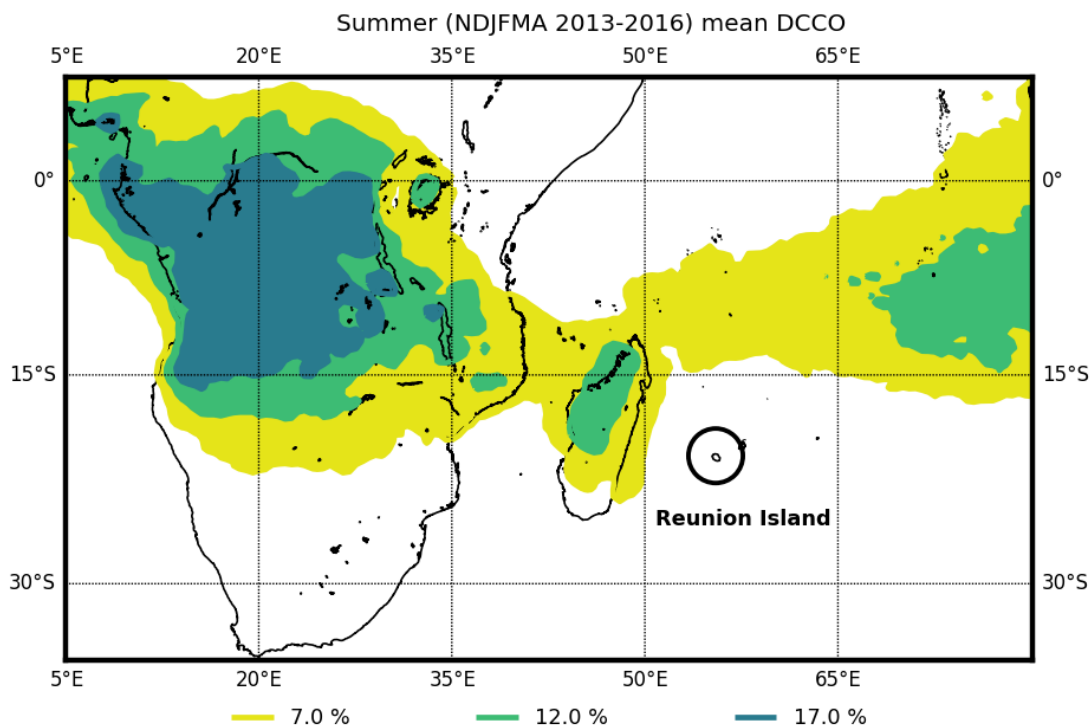 Summer (NDJFMA 2013-2016) mean DCCO
5°E 20°E 35°E 50°E 65°E
0° 0°
15°S 15°S
Reunion Island
30°S 30°S
5°E 20°E 35°E 50°E 65°E
7.0 % 12.0 % 17.0 %